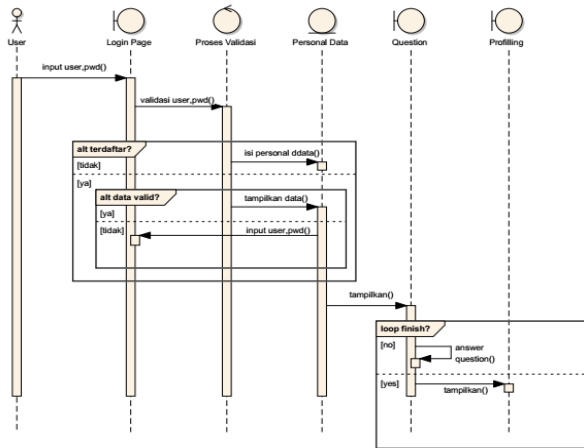 User
Login Page
Proses Validasi
Personal Data
Question
Profilling
input user,pwd()
validasi user,pwd()
alt terdaftar?
[tidak]
isi personal ddata()
[ya]
alt data valid?
[ya]
tampilkan data()
[tidak]
input user,pwd()
tampilkan()
loop finish?
[no]
answer
question()
[yes]
tampilkan()